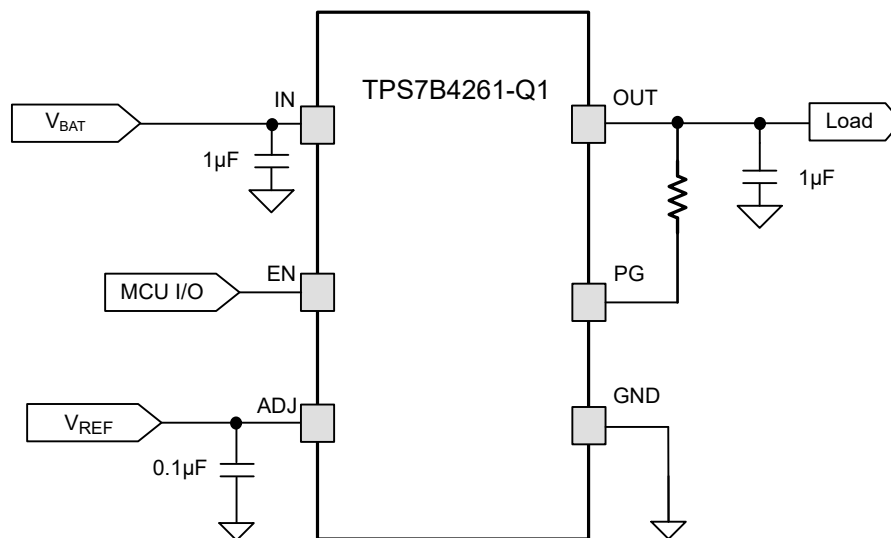 TPS7B4261-Q1
IN
OUT
V_BAT
Load
1µF
1µF
EN
PG
MCU I/O
ADJ
GND
V_REF
0.1µF